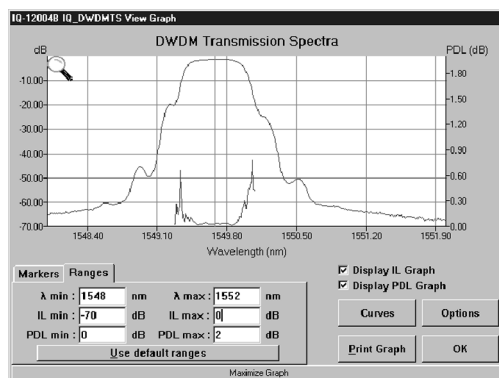 IQ-12004B IQ_DWDMTS View Graph
DWDM Transmission Spectra
dB PDL (dB)
-10.00 1.80
-20.00 1.50
-30.00 1.20
-40.00 0.90
-50.00 0.60
-60.00 0.30
-70.00 0.00
1548.40 1549.10 1549.80 1550.50 1551.20 1551.90
Wavelength (nm)
Markers Ranges
λ min : 1548 nm λ max : 1552 nm
IL min : -70 dB IL max : 0 dB
PDL min : 0 dB PDL max : 2 dB
Use default ranges
Display IL Graph
Display PDL Graph
Curves Options
Print Graph OK
Maximize Graph